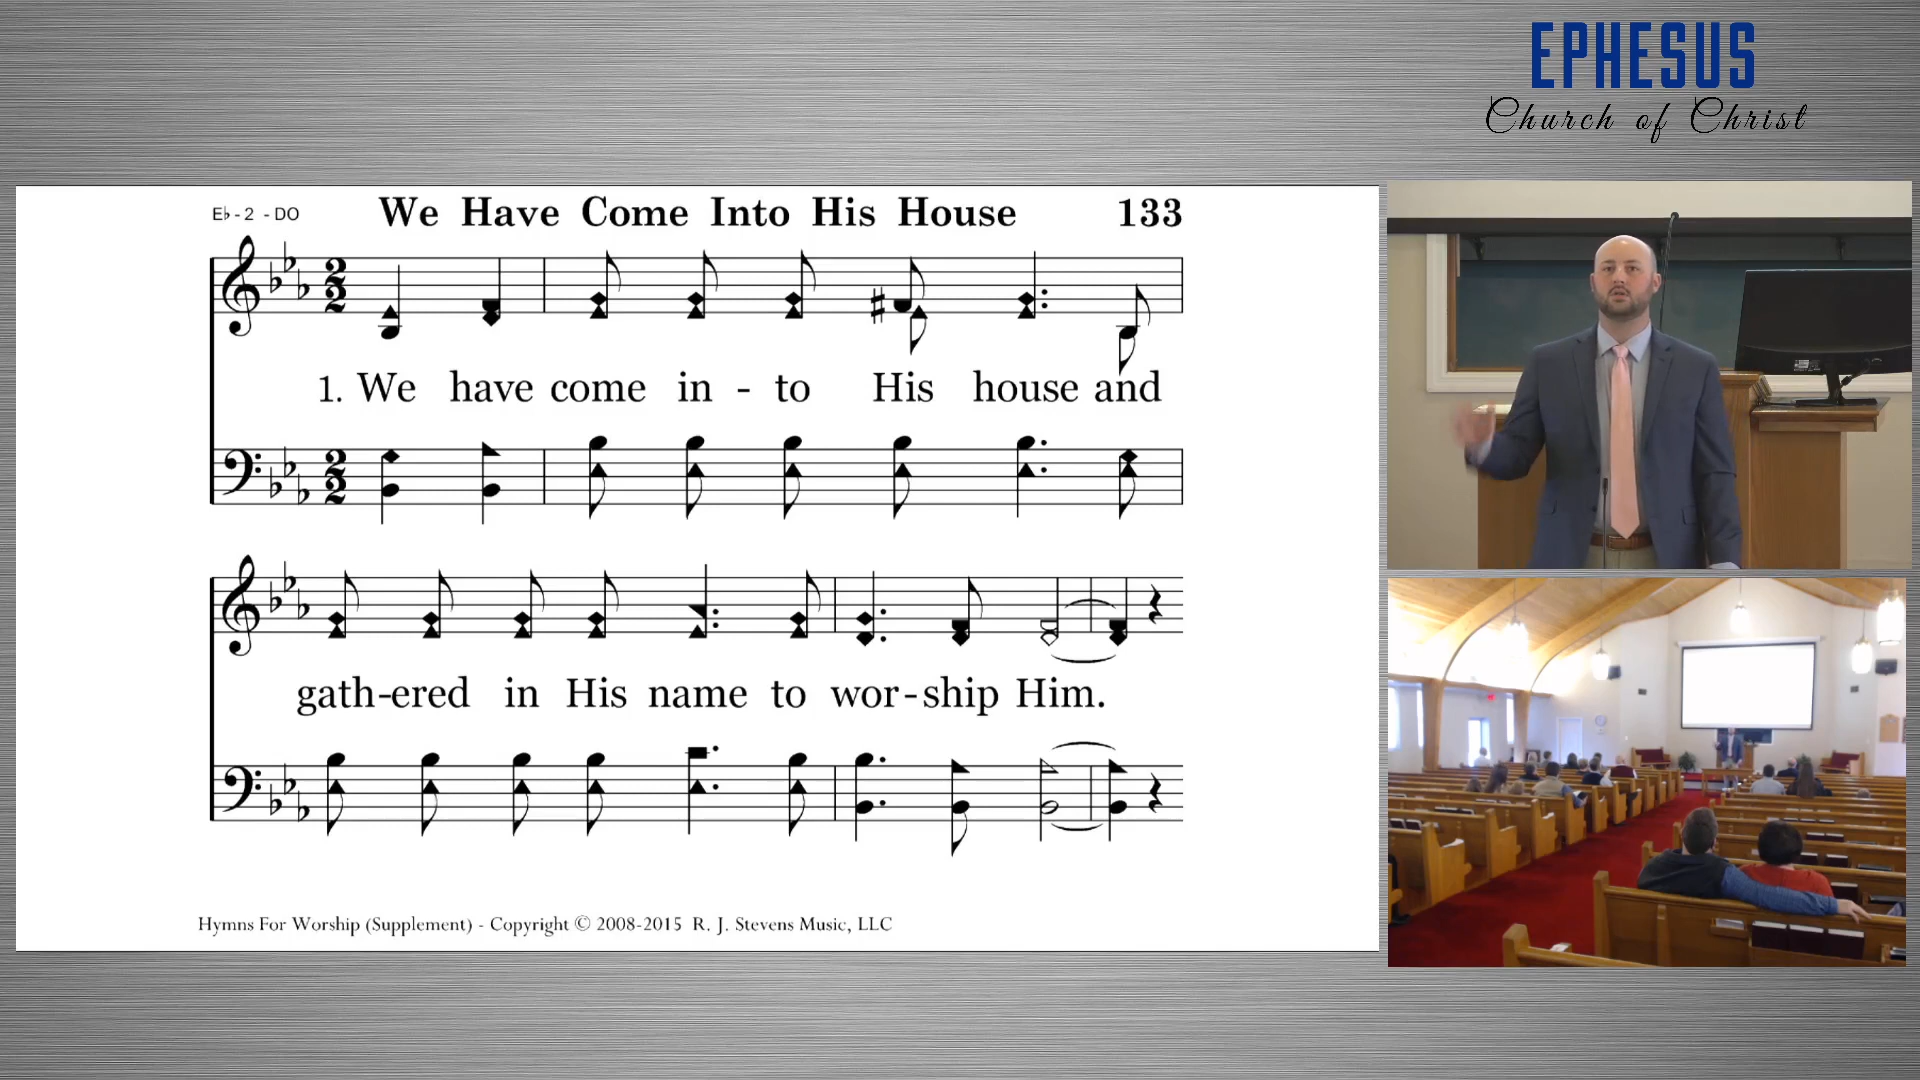 EPHESUS
Church of Christ
E♭ - 2 - DO
We Have Come Into His House 133
1. We have come in - to His house and
gath-ered in His name to wor-ship Him.
Hymns For Worship (Supplement) - Copyright © 2008-2015 R. J. Stevens Music, LLC